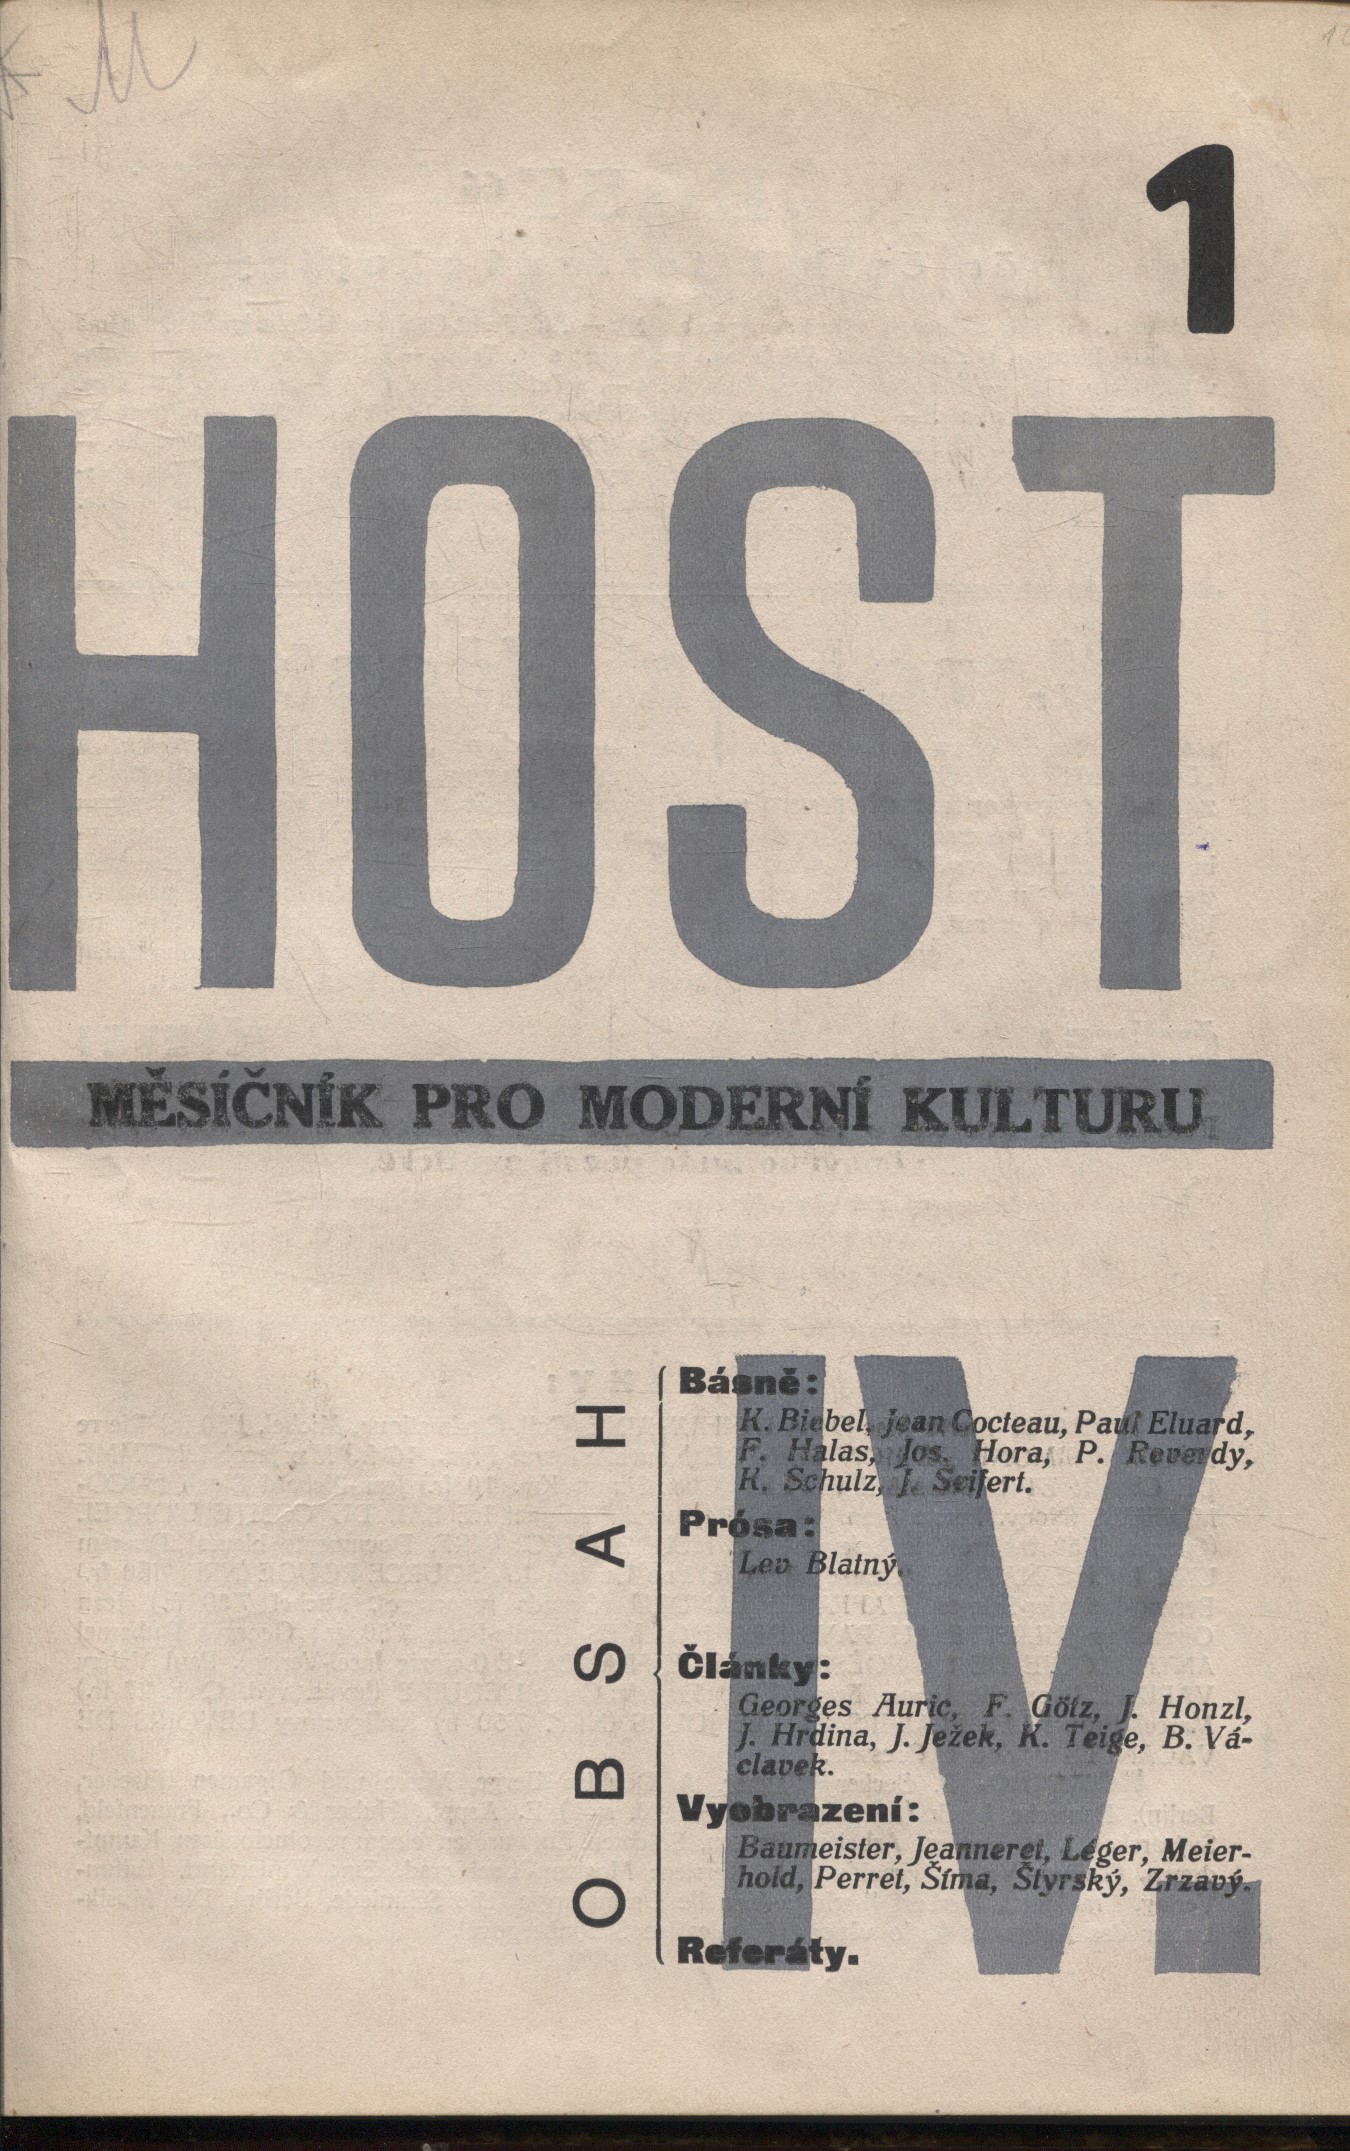 1
HOST
MĚSÍČNÍK PRO MODERNÍ KULTURU
IV.
OBSAH
Básně:
K. Biebel, Jean Cocteau, Paul Eluard,
F. Halas, Jos. Hora, P. Reverdy,
K. Schulz, J. Seifert.
Prósa:
Lev Blatný.
Články:
Georges Auric, F. Götz, J. Honzl,
J. Hrdina, J. Ježek, K. Teige, B. Vá-
clavek.
Vyobrazení:
Baumeister, Jeanneret, Léger, Meier-
hold, Perret, Šíma, Štyrský, Zrzavý.
Referáty.